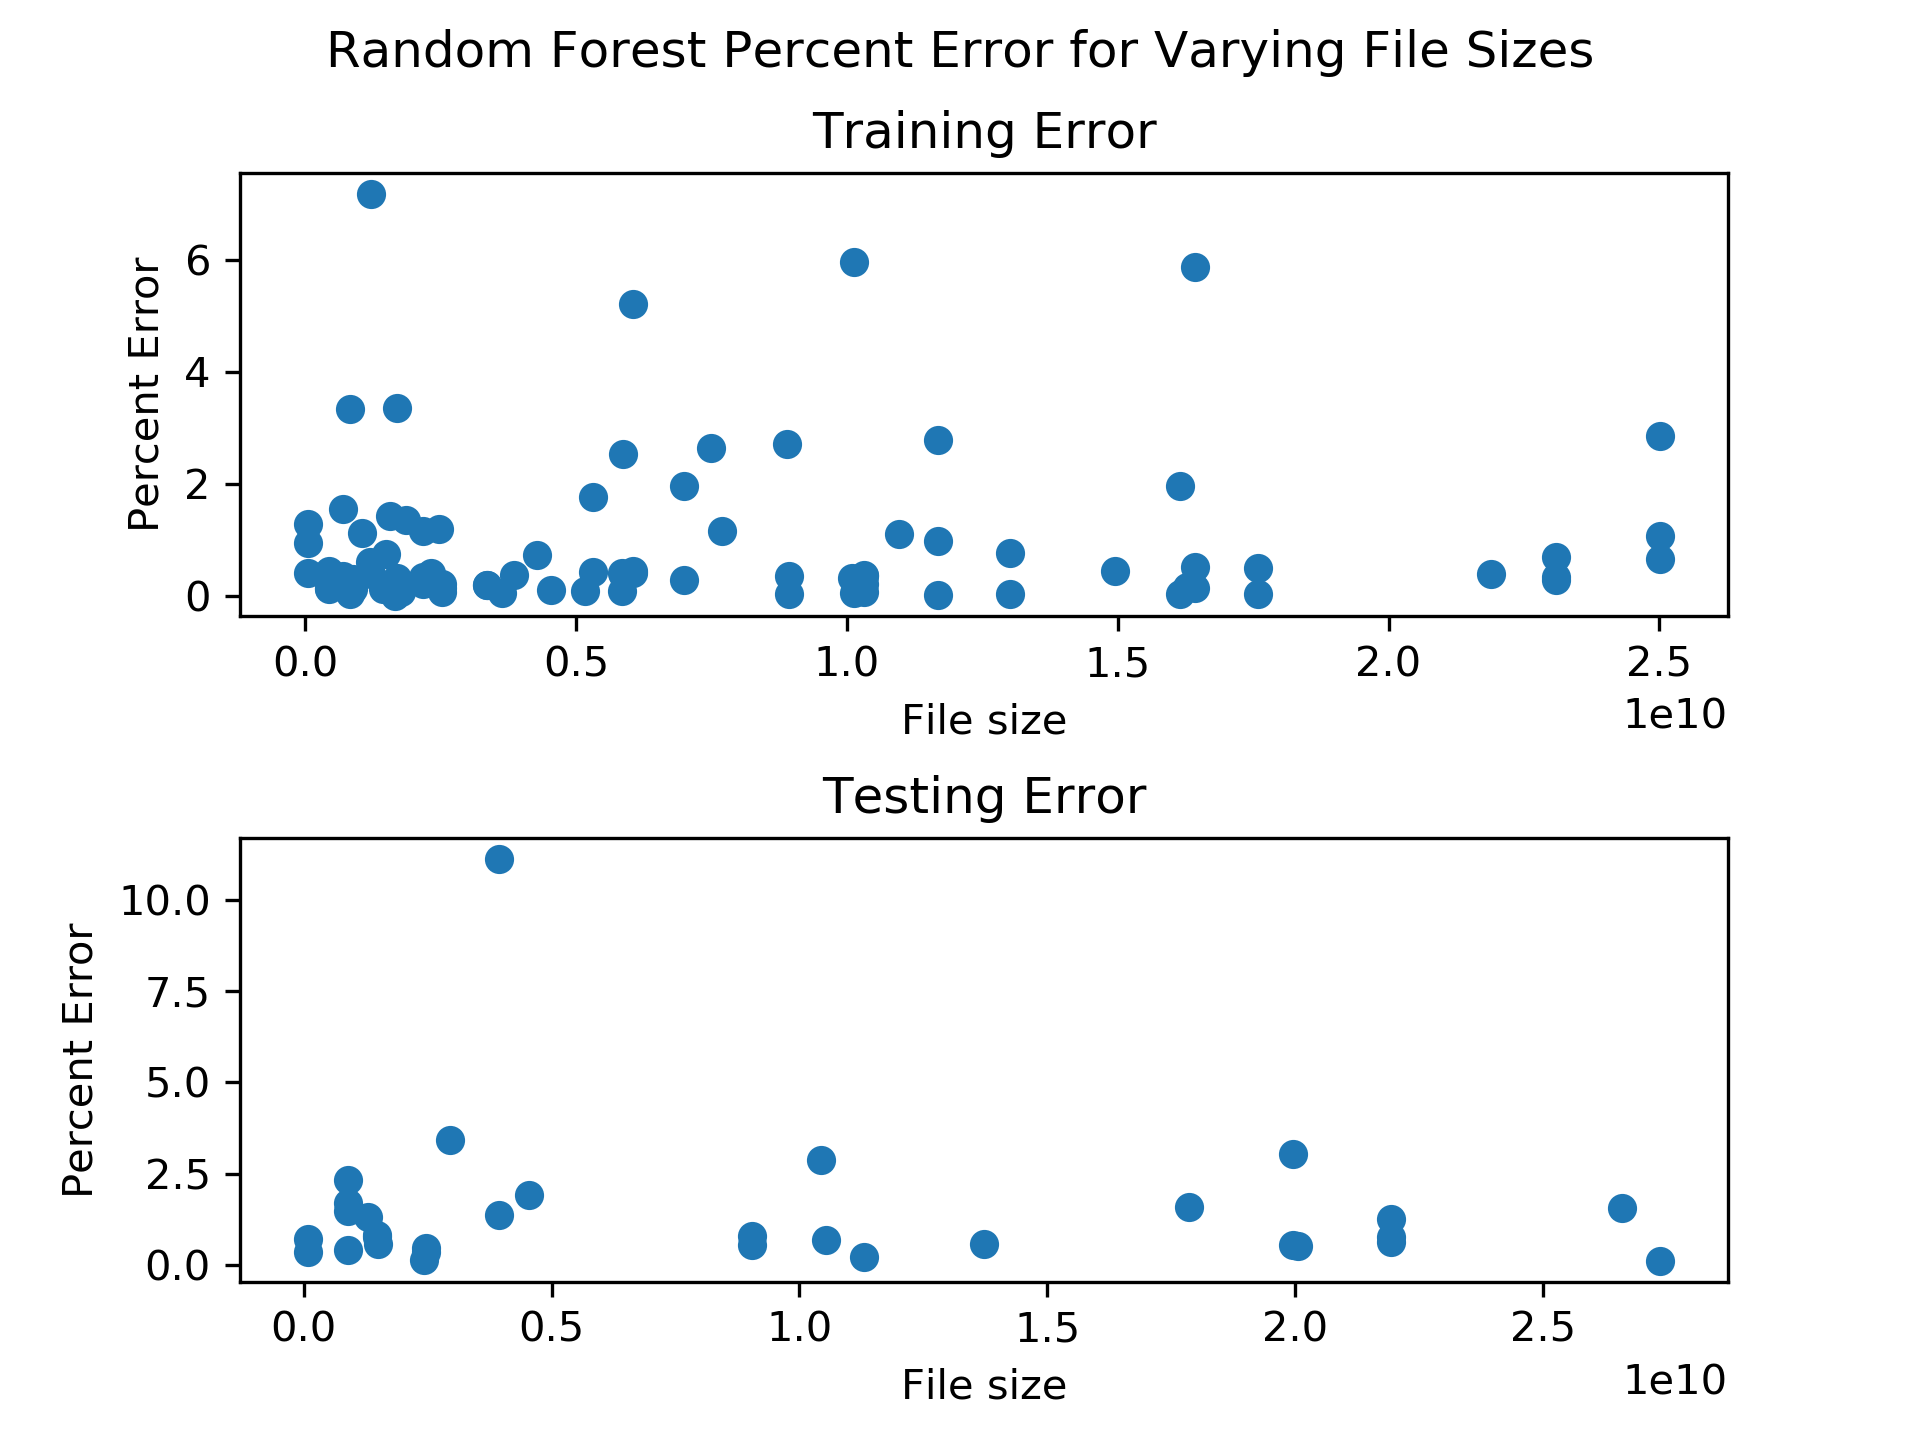 Random Forest Percent Error for Varying File Sizes
Training Error
Percent Error
6
4
2
0
0.0 0.5 1.0 1.5 2.0 2.5
1e10
File size
Testing Error
Percent Error
10.0
7.5
5.0
2.5
0.0
0.0 0.5 1.0 1.5 2.0 2.5
1e10
File size